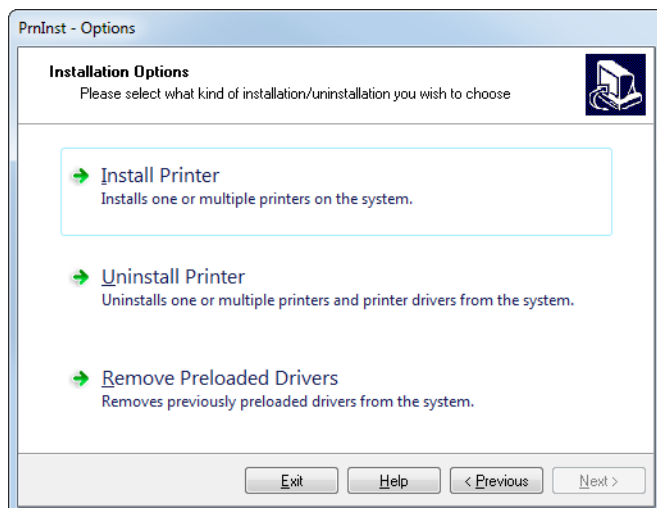 PrnInst - Options
Installation Options
Please select what kind of installation/uninstallation you wish to choose
Install Printer
Installs one or multiple printers on the system.
Uninstall Printer
Uninstalls one or multiple printers and printer drivers from the system.
Remove Preloaded Drivers
Removes previously preloaded drivers from the system.
Exit Help < Previous Next >